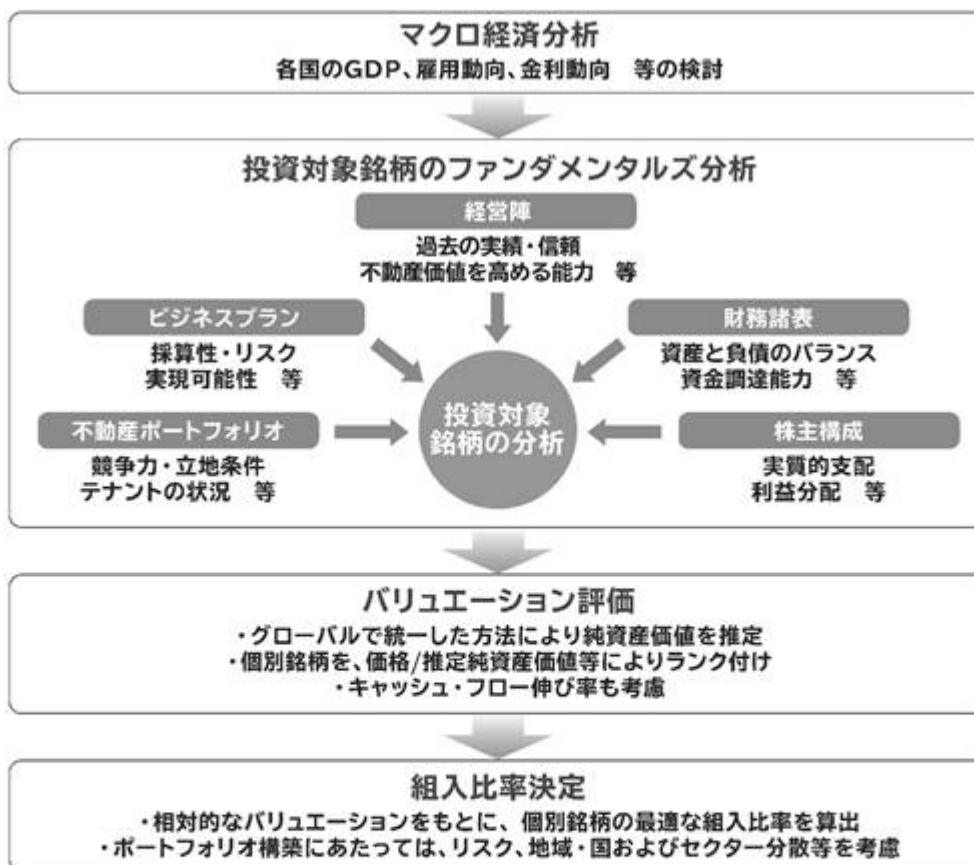 マクロ経済分析
各国のGDP、雇用動向、金利動向　等の検討
投資対象銘柄のファンダメンタルズ分析
経営陣
過去の実績・信頼
不動産価値を高める能力　等
ビジネスプラン
採算性・リスク
実現可能性　等
財務諸表
資産と負債のバランス
資金調達能力　等
不動産ポートフォリオ
競争力・立地条件
テナントの状況　等
投資対象
銘柄の分析
株主構成
実質的支配
利益分配　等
バリュエーション評価
・グローバルで統一した方法により純資産価値を推定
・個別銘柄を、価格/推定純資産価値等によりランク付け
・キャッシュ・フロー伸び率も考慮
組入比率決定
・相対的なバリュエーションをもとに、個別銘柄の最適な組入比率を算出
・ポートフォリオ構築にあたっては、リスク、地域・国およびセクター分散等を考慮